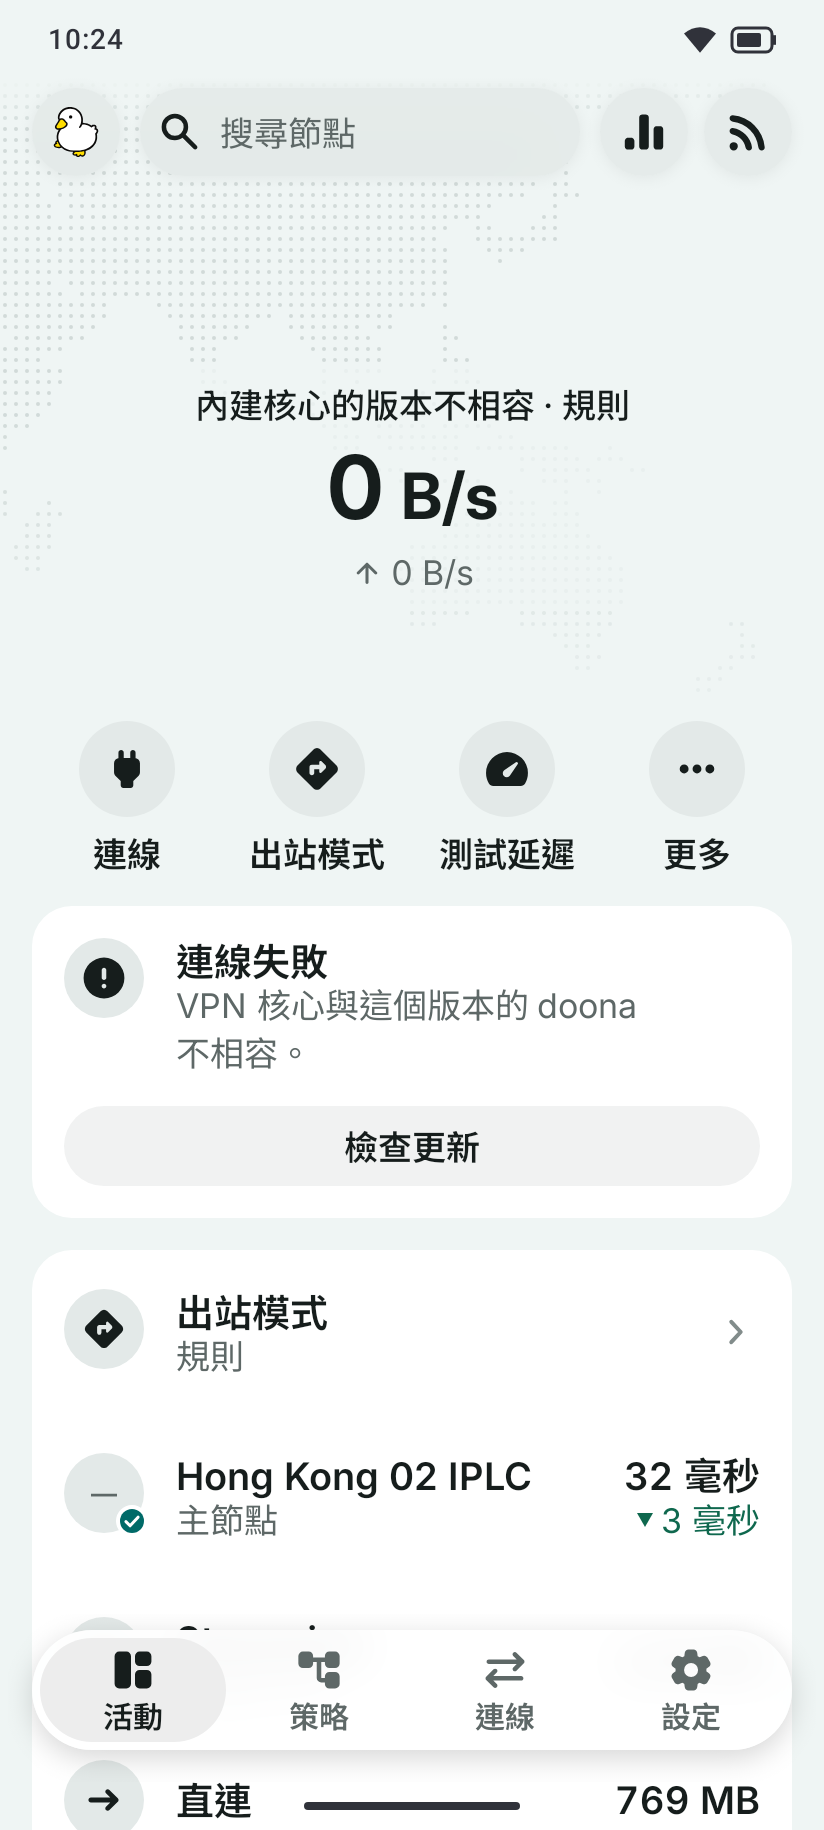 10:24
搜尋節點
內建核心的版本不相容 · 規則
0 B/s
↑ 0 B/s
連線
出站模式
測試延遲
更多
連線失敗
VPN 核心與這個版本的 doona
不相容。
檢查更新
出站模式
規則
Hong Kong 02 IPLC
32 毫秒
主節點
▼3 毫秒
活動
策略
連線
設定
直連
769 MB